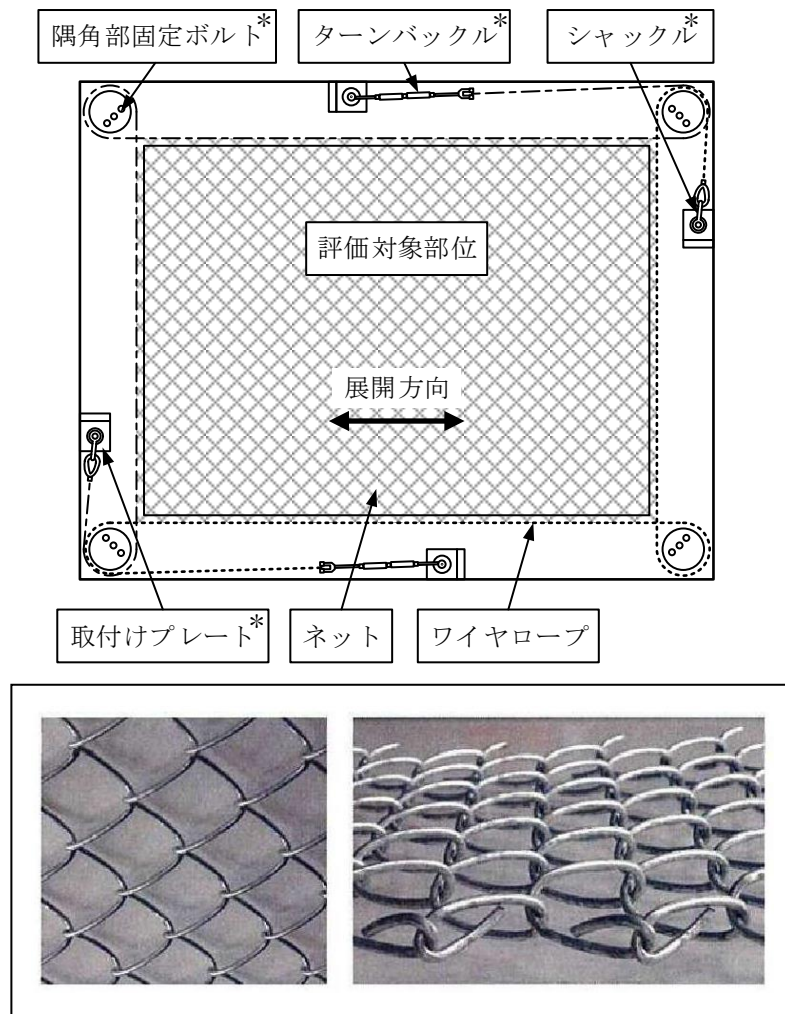 隅角部固定ボルト*
ターンバックル*
シャックル*
評価対象部位
展開方向
取付けプレート*
ネット
ワイヤロープ